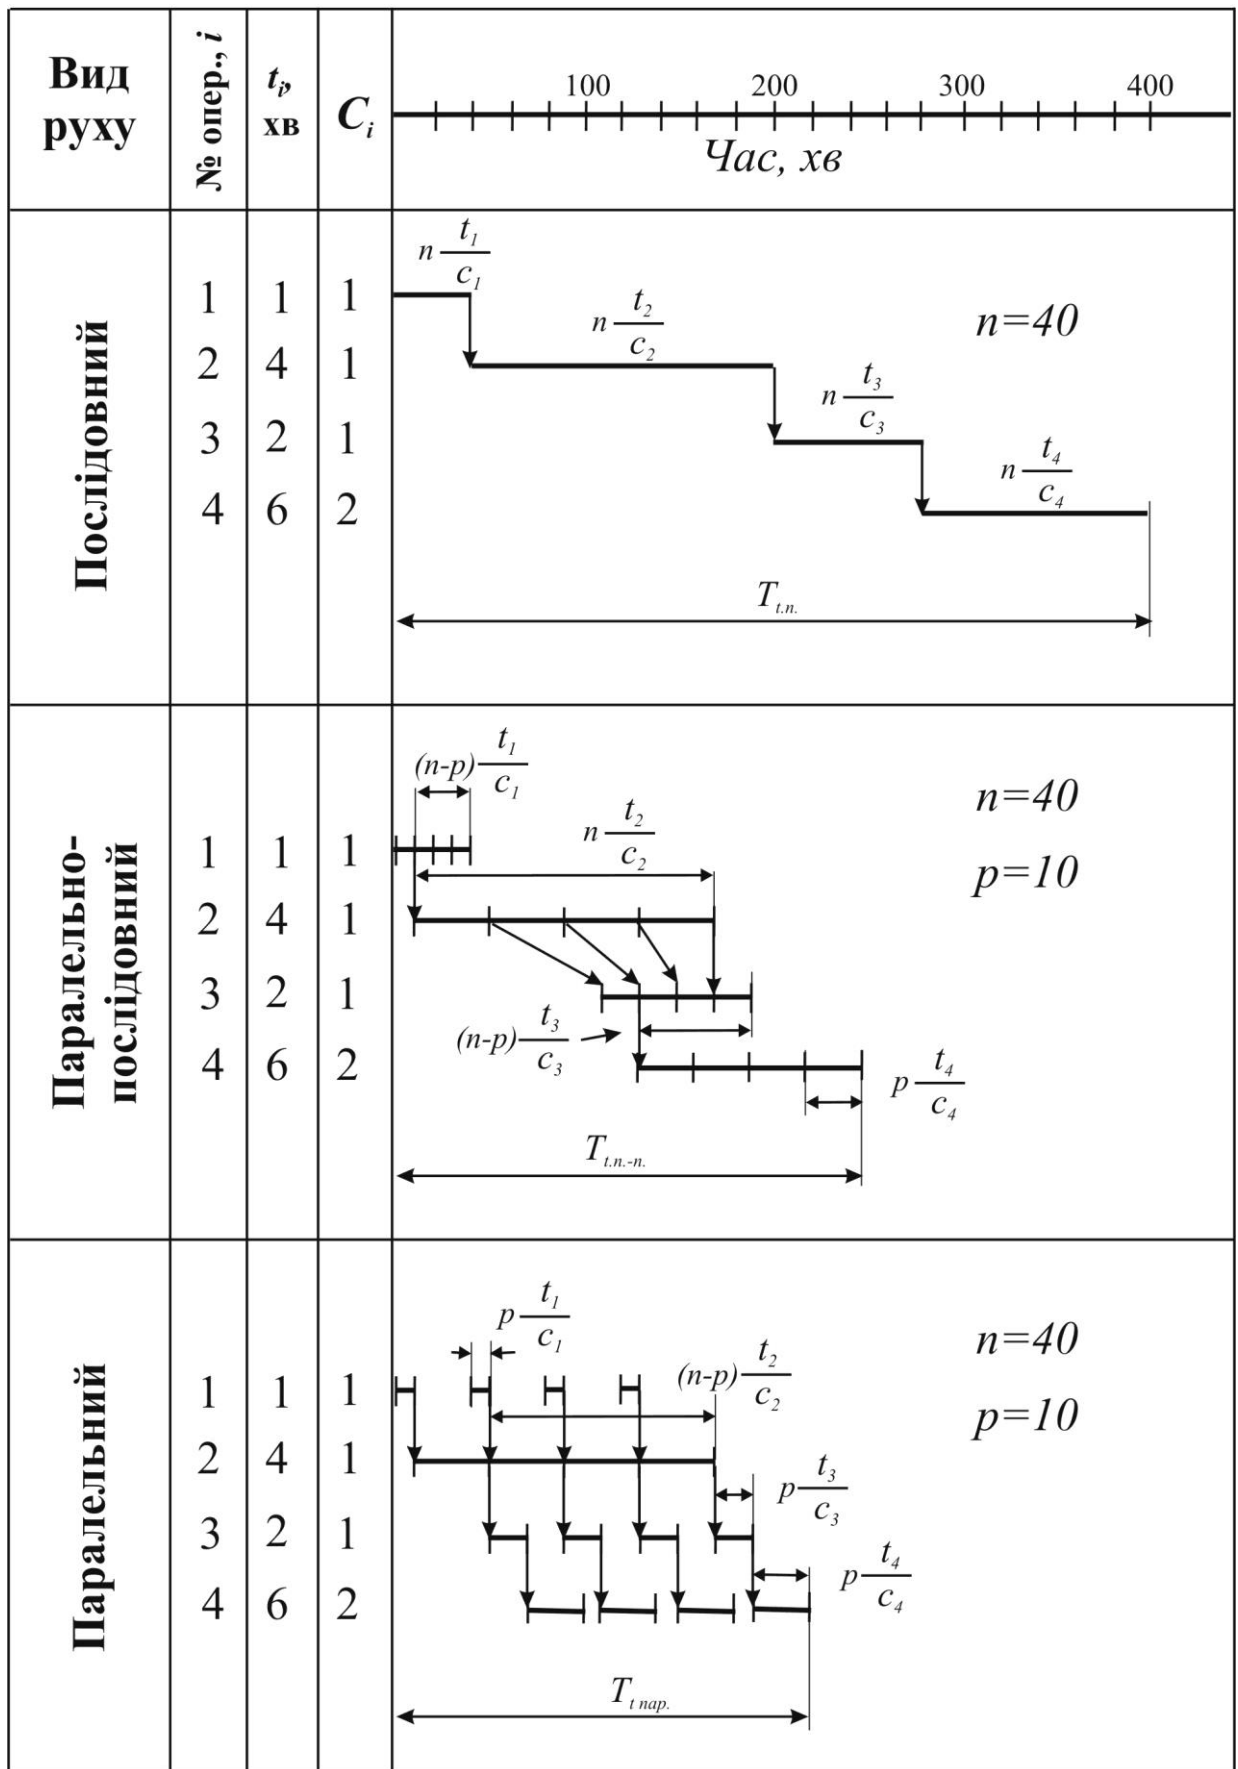 Вид руху
№ опер., i
tᵢ, хв
Cᵢ
100 200 300 400
Час, хв
Послідовний
1 1 1
2 4 1
3 2 1
4 6 2
n t₁/c₁
n t₂/c₂
n t₃/c₃
n t₄/c₄
n=40
T t.п.
Паралельно-
послідовний
1 1 1
2 4 1
3 2 1
4 6 2
(n-p) t₁/c₁
n t₂/c₂
(n-p) t₃/c₃
p t₄/c₄
n=40
p=10
T t.п.-п.
Паралельний
1 1 1
2 4 1
3 2 1
4 6 2
p t₁/c₁
(n-p) t₂/c₂
p t₃/c₃
p t₄/c₄
n=40
p=10
T t пар.